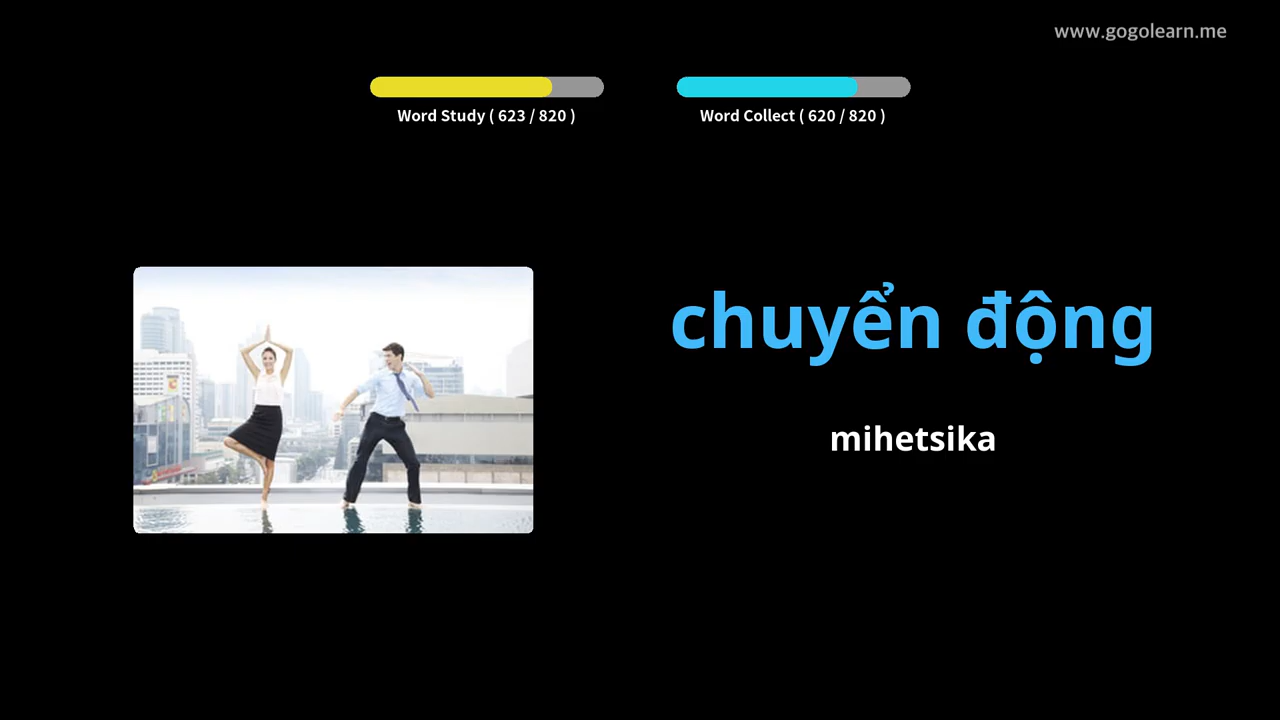 www.gogolearn.me
Word Study ( 623 / 820 )
Word Collect ( 620 / 820 )
chuyển động
mihetsika